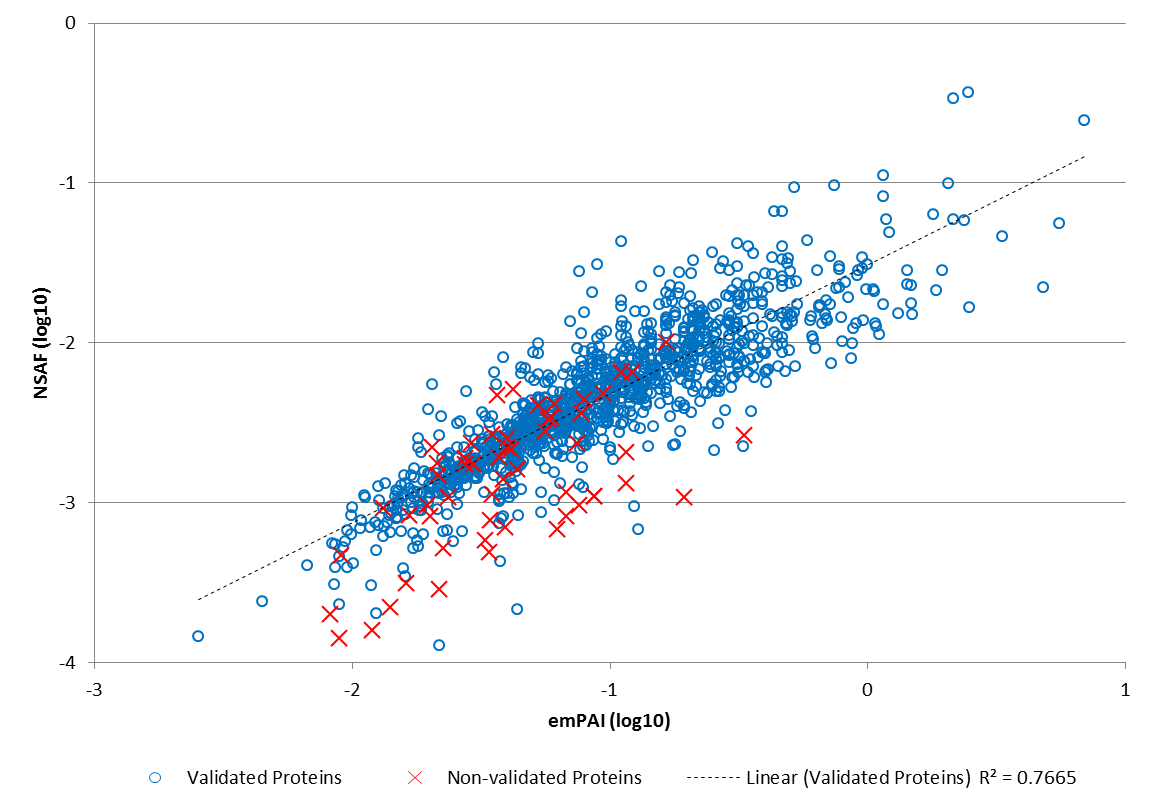 0
-1
-2
-3
-4
NSAF (log10)
-3 -2 -1 0 1
emPAI (log10)
Validated Proteins Non-validated Proteins Linear (Validated Proteins) R² = 0.7665